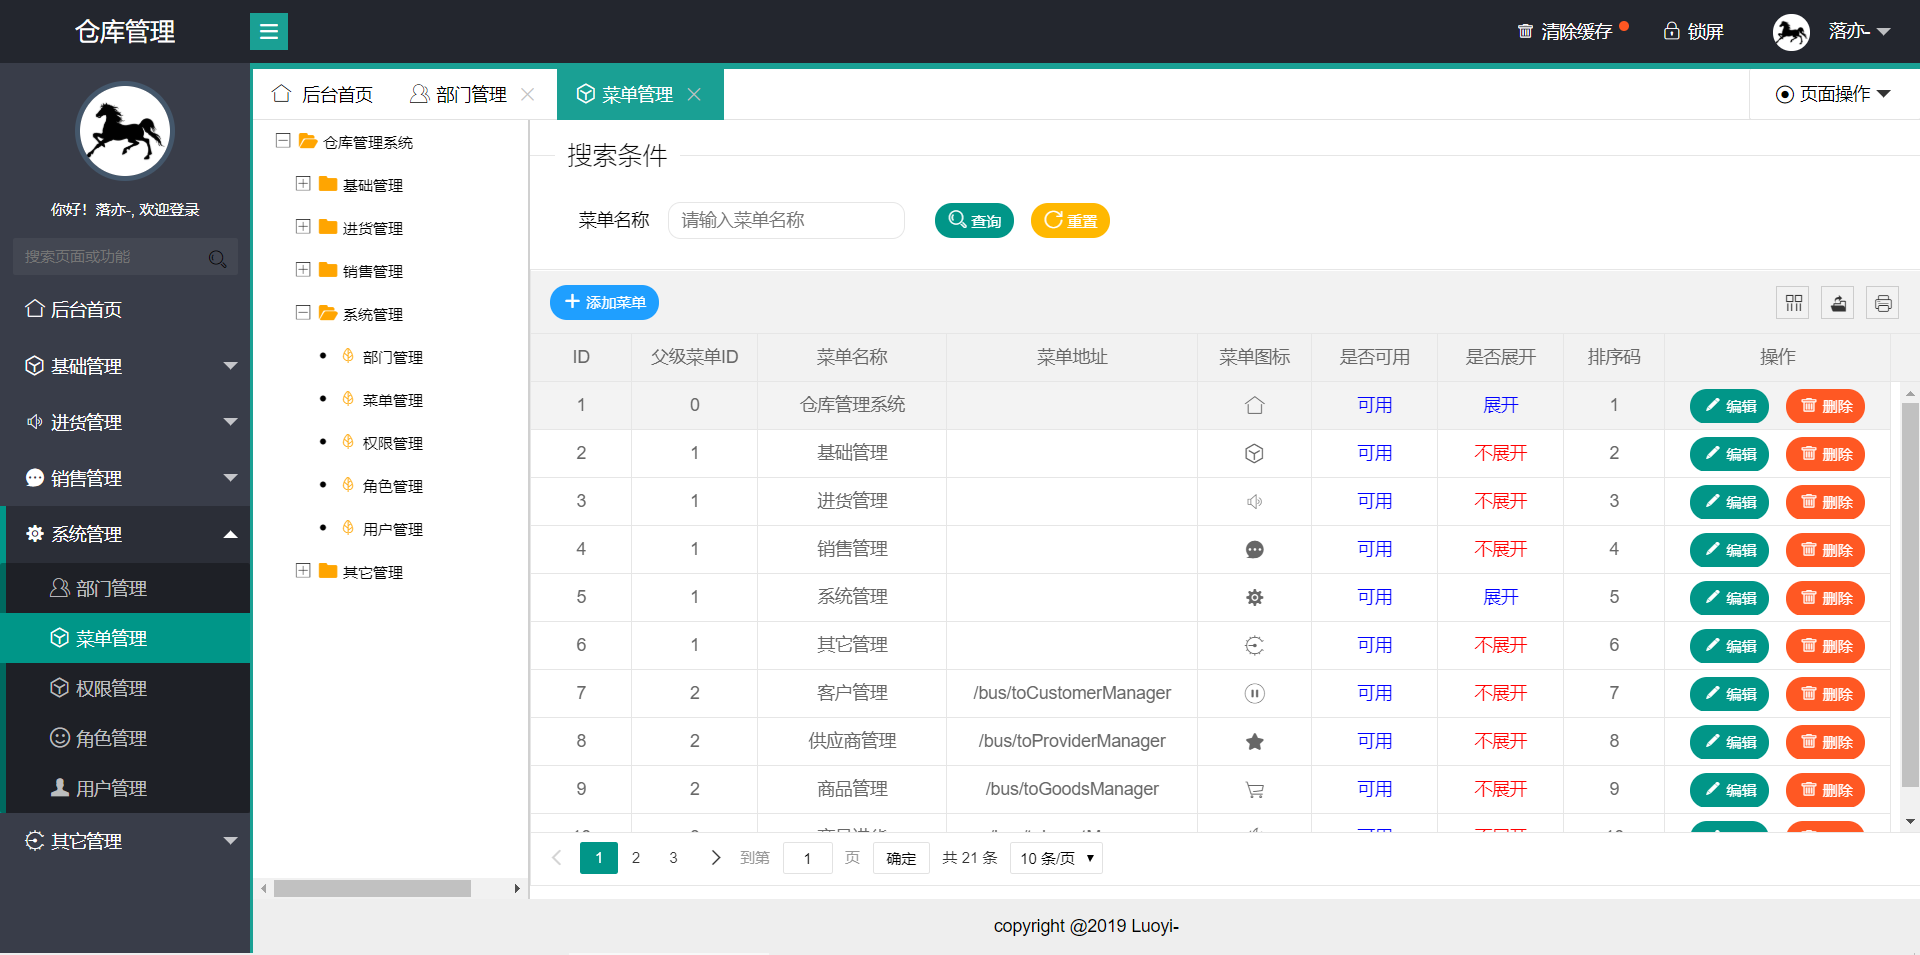 仓库管理
清除缓存
锁屏
落亦-
你好！落亦-, 欢迎登录
搜索页面或功能
后台首页
基础管理
进货管理
销售管理
系统管理
部门管理
菜单管理
权限管理
角色管理
用户管理
其它管理
后台首页 部门管理 菜单管理 页面操作
仓库管理系统
基础管理
进货管理
销售管理
系统管理
部门管理
菜单管理
权限管理
角色管理
用户管理
其它管理
搜索条件
菜单名称 请输入菜单名称 查询 重置
添加菜单
ID 父级菜单ID 菜单名称 菜单地址 菜单图标 是否可用 是否展开 排序码 操作
1 0 仓库管理系统 可用 展开 1 编辑 删除
2 1 基础管理 可用 不展开 2 编辑 删除
3 1 进货管理 可用 不展开 3 编辑 删除
4 1 销售管理 可用 不展开 4 编辑 删除
5 1 系统管理 可用 展开 5 编辑 删除
6 1 其它管理 可用 不展开 6 编辑 删除
7 2 客户管理 /bus/toCustomerManager 可用 不展开 7 编辑 删除
8 2 供应商管理 /bus/toProviderManager 可用 不展开 8 编辑 删除
9 2 商品管理 /bus/toGoodsManager 可用 不展开 9 编辑 删除
1 2 3 到第 1 页 确定 共 21 条 10 条/页
copyright @2019 Luoyi-